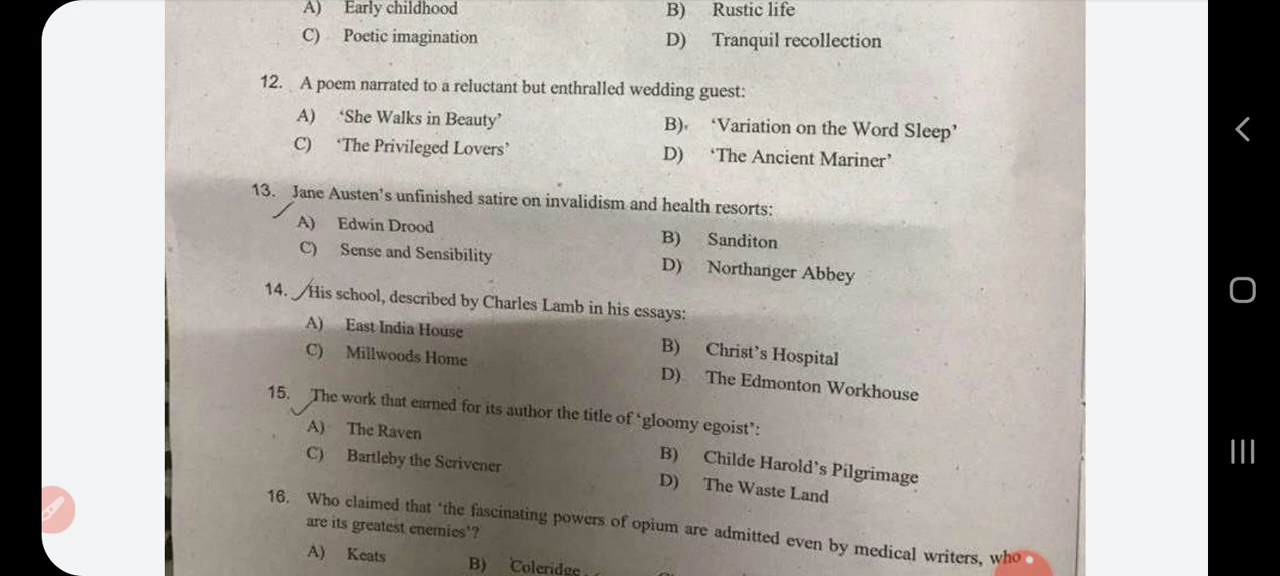 A) Early childhood B) Rustic life
C) Poetic imagination D) Tranquil recollection
12. A poem narrated to a reluctant but enthralled wedding guest:
A) ‘She Walks in Beauty’ B) ‘Variation on the Word Sleep’
C) ‘The Privileged Lovers’ D) ‘The Ancient Mariner’
13. Jane Austen’s unfinished satire on invalidism and health resorts:
A) Edwin Drood B) Sanditon
C) Sense and Sensibility D) Northanger Abbey
14. His school, described by Charles Lamb in his essays:
A) East India House B) Christ’s Hospital
C) Millwoods Home D) The Edmonton Workhouse
15. The work that earned for its author the title of ‘gloomy egoist’:
A) The Raven B) Childe Harold’s Pilgrimage
C) Bartleby the Scrivener D) The Waste Land
16. Who claimed that ‘the fascinating powers of opium are admitted even by medical writers, who
are its greatest enemies’?
A) Keats B) Coleridge